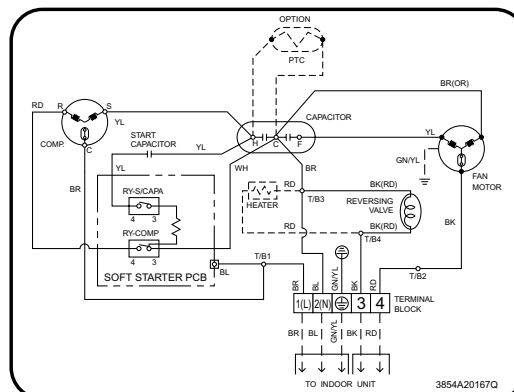 OPTION
PTC
BR(OR)
RD
R
S
YL
CAPACITOR
COMP.
C
START
CAPACITOR
YL
H
C
F
YL
GN/YL
FAN
MOTOR
YL
WH
BR
BR
RD
BK(RD)
RY-S/CAPA
4 3
HEATER
T/B3
REVERSING
VALVE
BK
RY-COMP
4 3
RD
BK(RD)
T/B4
SOFT STARTER PCB
BL
T/B1
T/B2
BR
BL
GN/YL
BK
RD
1(L)
2(N)
3
4
TERMINAL
BLOCK
BR
BL
GN/YL
BK
RD
TO INDOOR UNIT
3854A20167Q